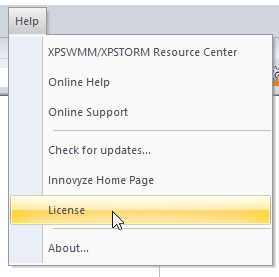 Help
XPSWMM/XPSTORM Resource Center
Online Help
Online Support
Check for updates...
Innovyze Home Page
License
About...